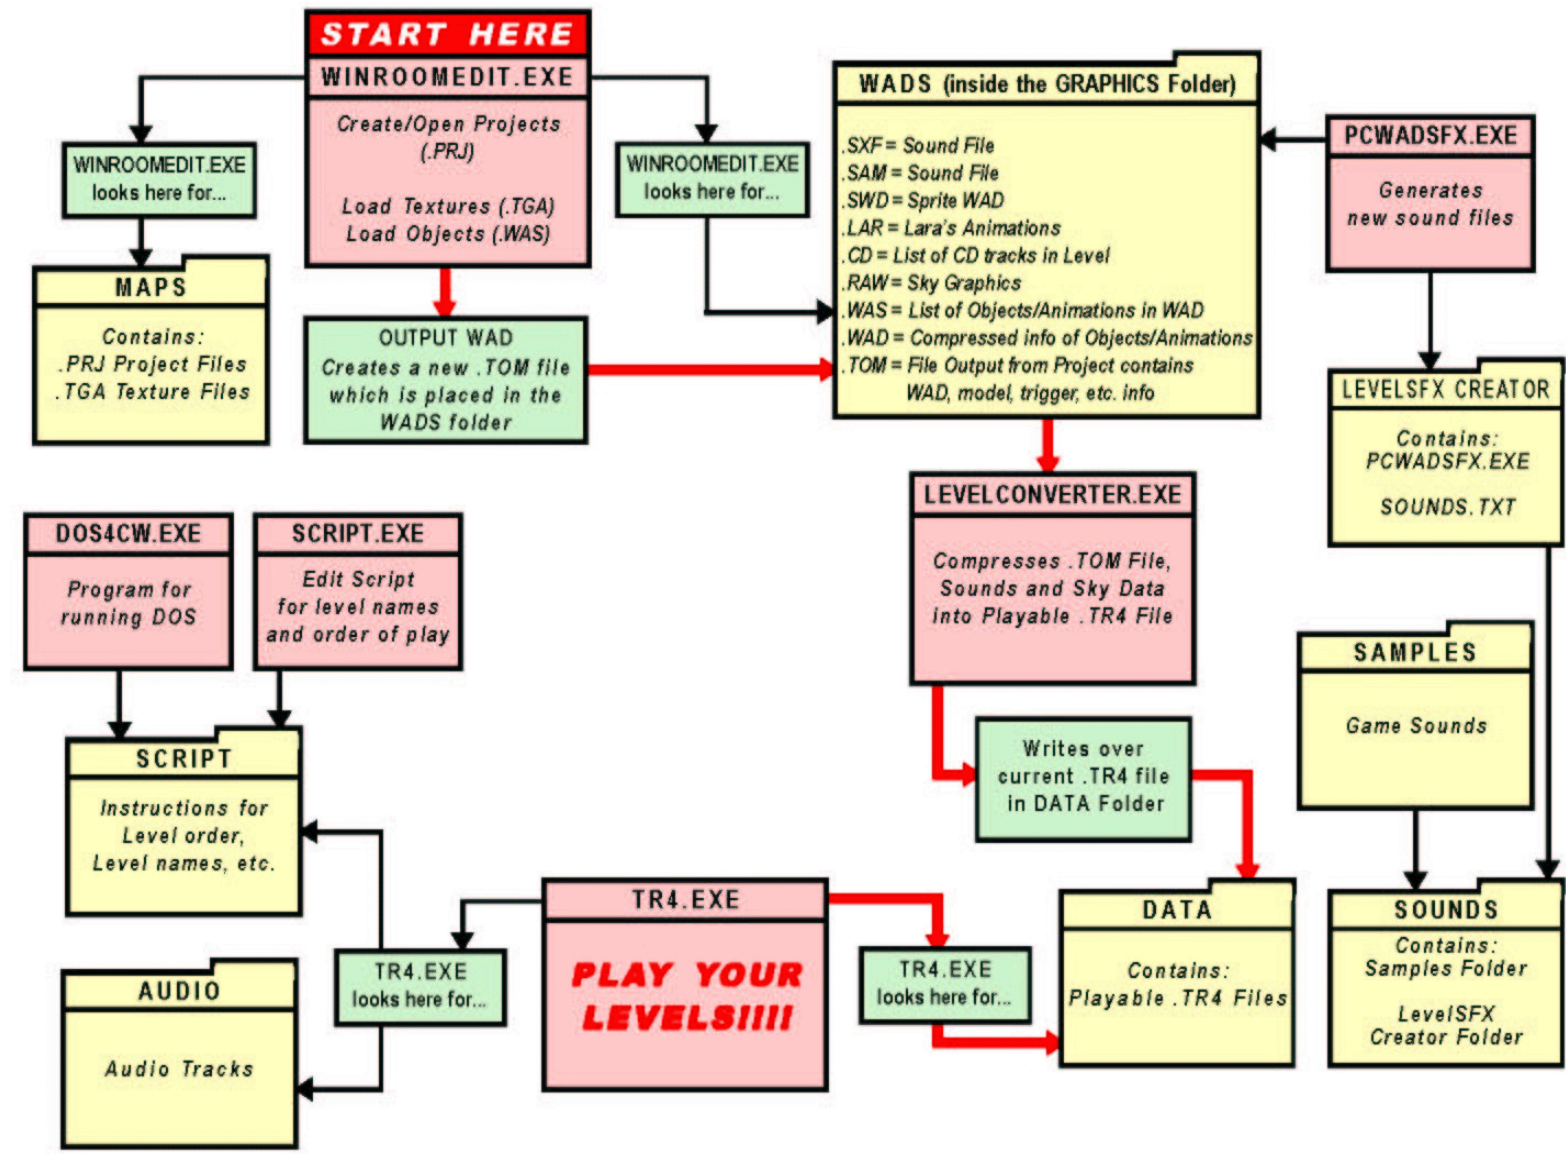 START HERE
WINROOMEDIT.EXE
Create/Open Projects
(.PRJ)
Load Textures (.TGA)
Load Objects (.WAS)
WINROOMEDIT.EXE
looks here for...
WINROOMEDIT.EXE
looks here for...
MAPS
Contains:
.PRJ Project Files
.TGA Texture Files
OUTPUT WAD
Creates a new .TOM file
which is placed in the
WADS folder
WADS (inside the GRAPHICS Folder)
.SXF = Sound File
.SAM = Sound File
.SWD = Sprite WAD
.LAR = Lara's Animations
.CD = List of CD tracks in Level
.RAW = Sky Graphics
.WAS = List of Objects/Animations in WAD
.WAD = Compressed info of Objects/Animations
.TOM = File Output from Project contains
WAD, model, trigger, etc. info
PCWADSFX.EXE
Generates
new sound files
LEVELSFX CREATOR
Contains:
PCWADSFX.EXE
SOUNDS.TXT
DOS4CW.EXE
Program for
running DOS
SCRIPT.EXE
Edit Script
for level names
and order of play
LEVELCONVERTER.EXE
Compresses .TOM File,
Sounds and Sky Data
into Playable .TR4 File
SAMPLES
Game Sounds
SCRIPT
Instructions for
Level order,
Level names, etc.
Writes over
current .TR4 file
in DATA Folder
AUDIO
Audio Tracks
TR4.EXE
looks here for...
TR4.EXE
PLAY YOUR
LEVELS!!!!
TR4.EXE
looks here for...
DATA
Contains:
Playable .TR4 Files
SOUNDS
Contains:
Samples Folder
LevelSFX
Creator Folder